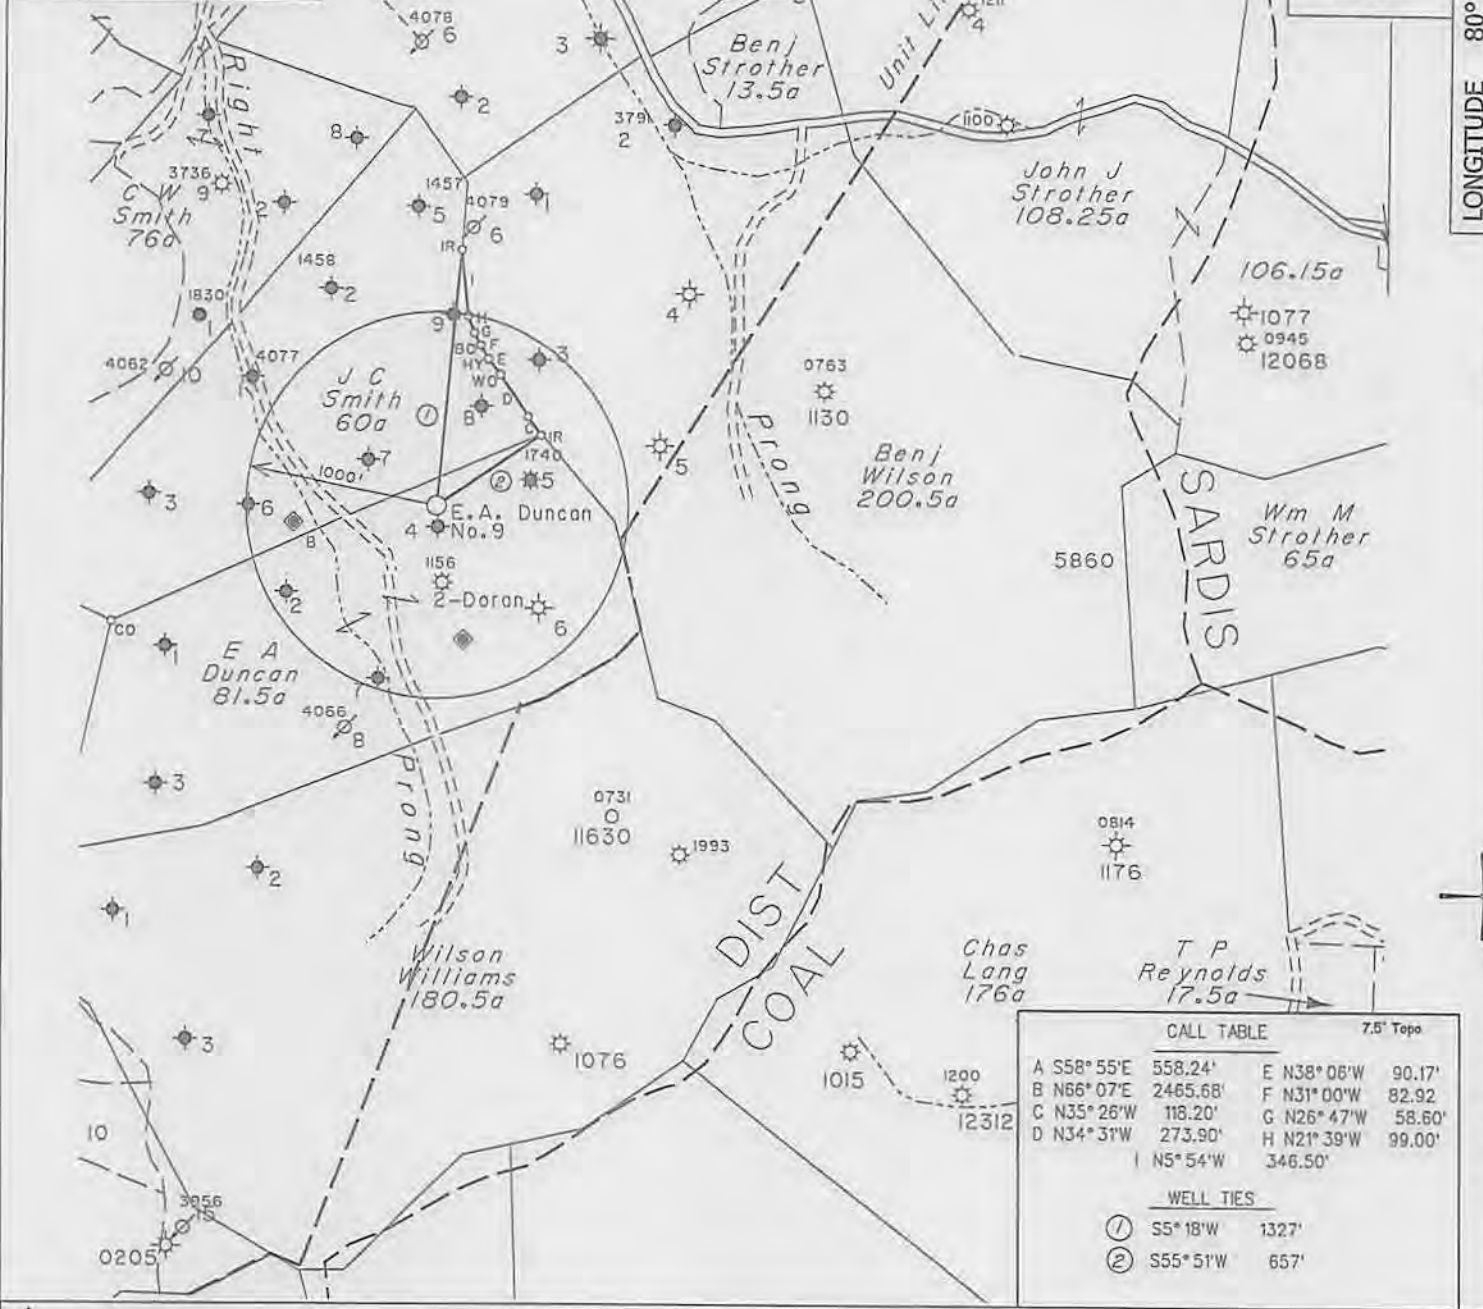 4078
6
3
Benj
Strother
13.5a
Unit Li
4
LONGITUDE 80°
Right
7
8
2
3791
2
1100
3736
9
C W
Smith
76a
2
1457
5
4079
6
1
John J
Strother
108.25a
IR
1458
2
106.15a
1830
1
9
H
G
F
BO
E
HY
WO
D
C
IR
3
4
1077
0945
12068
4062
10
4077
J C
Smith
60a
1
8
0763
1130
Prong
7
1000'
1740
2
5
5
Benj
Wilson
200.5a
SARDIS
3
6
B
E.A. Duncan
No.9
4
Wm M
Strother
65a
5860
1156
2-Doran
6
2
CO
1
E A
Duncan
81.5a
7
4066
8
3
Prong
0731
11630
1993
0814
1176
2
1
DIST
COAL
Wilson
Williams
180.5a
Chas
Lang
176a
T P
Reynolds
17.5a
3
1076
1015
1200
12312
10
3956
15
0205
CALL TABLE 7.5' Topo
A S58°55'E 558.24' E N38°06'W 90.17'
B N66°07'E 2465.68' F N31°00'W 82.92
C N35°26'W 118.20' G N26°47'W 58.60'
D N34°31'W 273.90' H N21°39'W 99.00'
I N5°54'W 346.50'
WELL TIES
1 S5°18'W 1327'
2 S55°51'W 657'